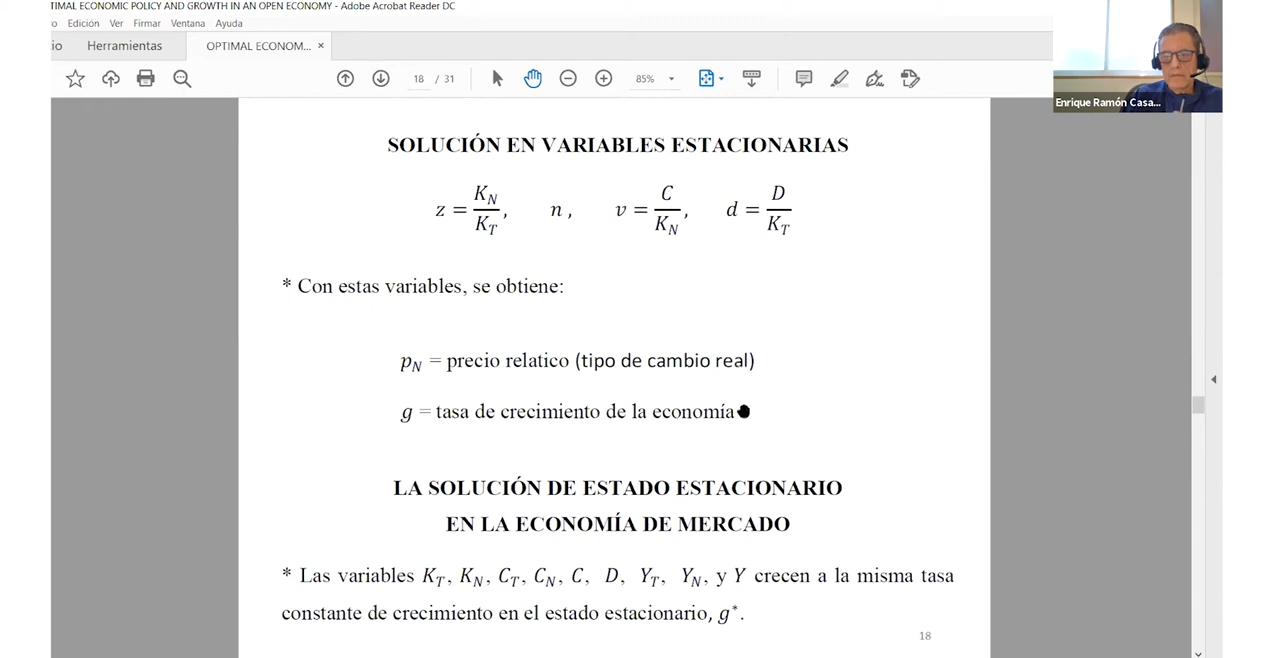 TIMAL ECONOMIC POLICY AND GROWTH IN AN OPEN ECONOMY - Adobe Acrobat Reader DC
Edición Ver Firmar Ventana Ayuda
Herramientas OPTIMAL ECONOM... ×
18 / 31 85%
Enrique Ramón Casa...
SOLUCIÓN EN VARIABLES ESTACIONARIAS
z = K_N / K_T, n, v = C / K_N, d = D / K_T
* Con estas variables, se obtiene:
p_N = precio relatico (tipo de cambio real)
g = tasa de crecimiento de la economía
LA SOLUCIÓN DE ESTADO ESTACIONARIO
EN LA ECONOMÍA DE MERCADO
* Las variables K_T, K_N, C_T, C_N, C, D, Y_T, Y_N, y Y crecen a la misma tasa
constante de crecimiento en el estado estacionario, g*.
18